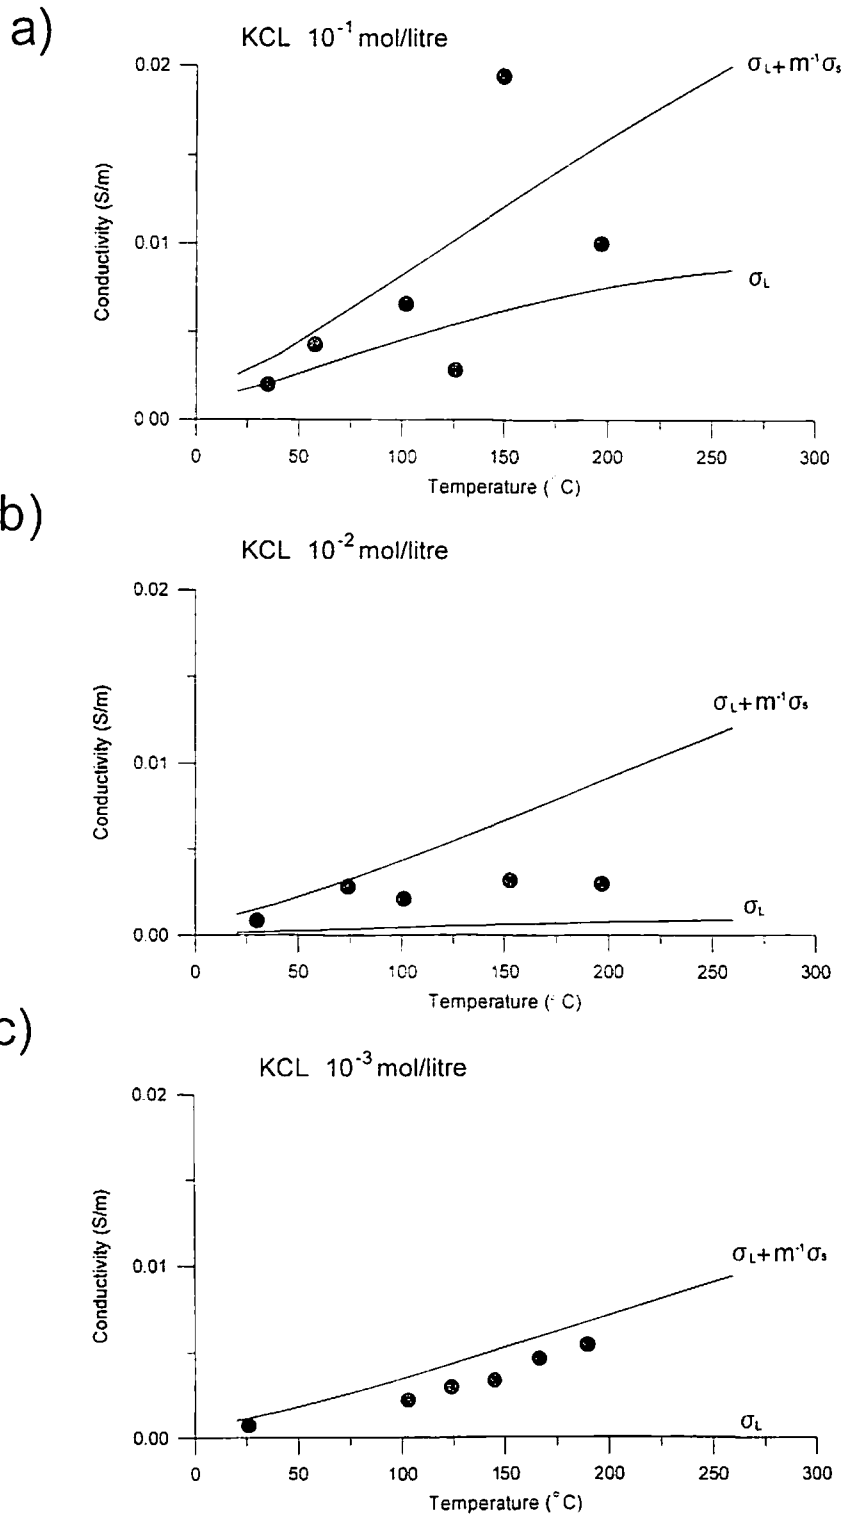 a)
KCL 10⁻¹ mol/litre
0.02
σL+m⁻¹σs
Conductivity (S/m)
0.01
σL
0.00
0 50 100 150 200 250 300
Temperature (°C)
b)
KCL 10⁻² mol/litre
0.02
σL+m⁻¹σs
Conductivity (S/m)
0.01
σL
0.00
0 50 100 150 200 250 300
Temperature (°C)
c)
KCL 10⁻³ mol/litre
0.02
σL+m⁻¹σs
Conductivity (S/m)
0.01
σL
0.00
0 50 100 150 200 250 300
Temperature (°C)